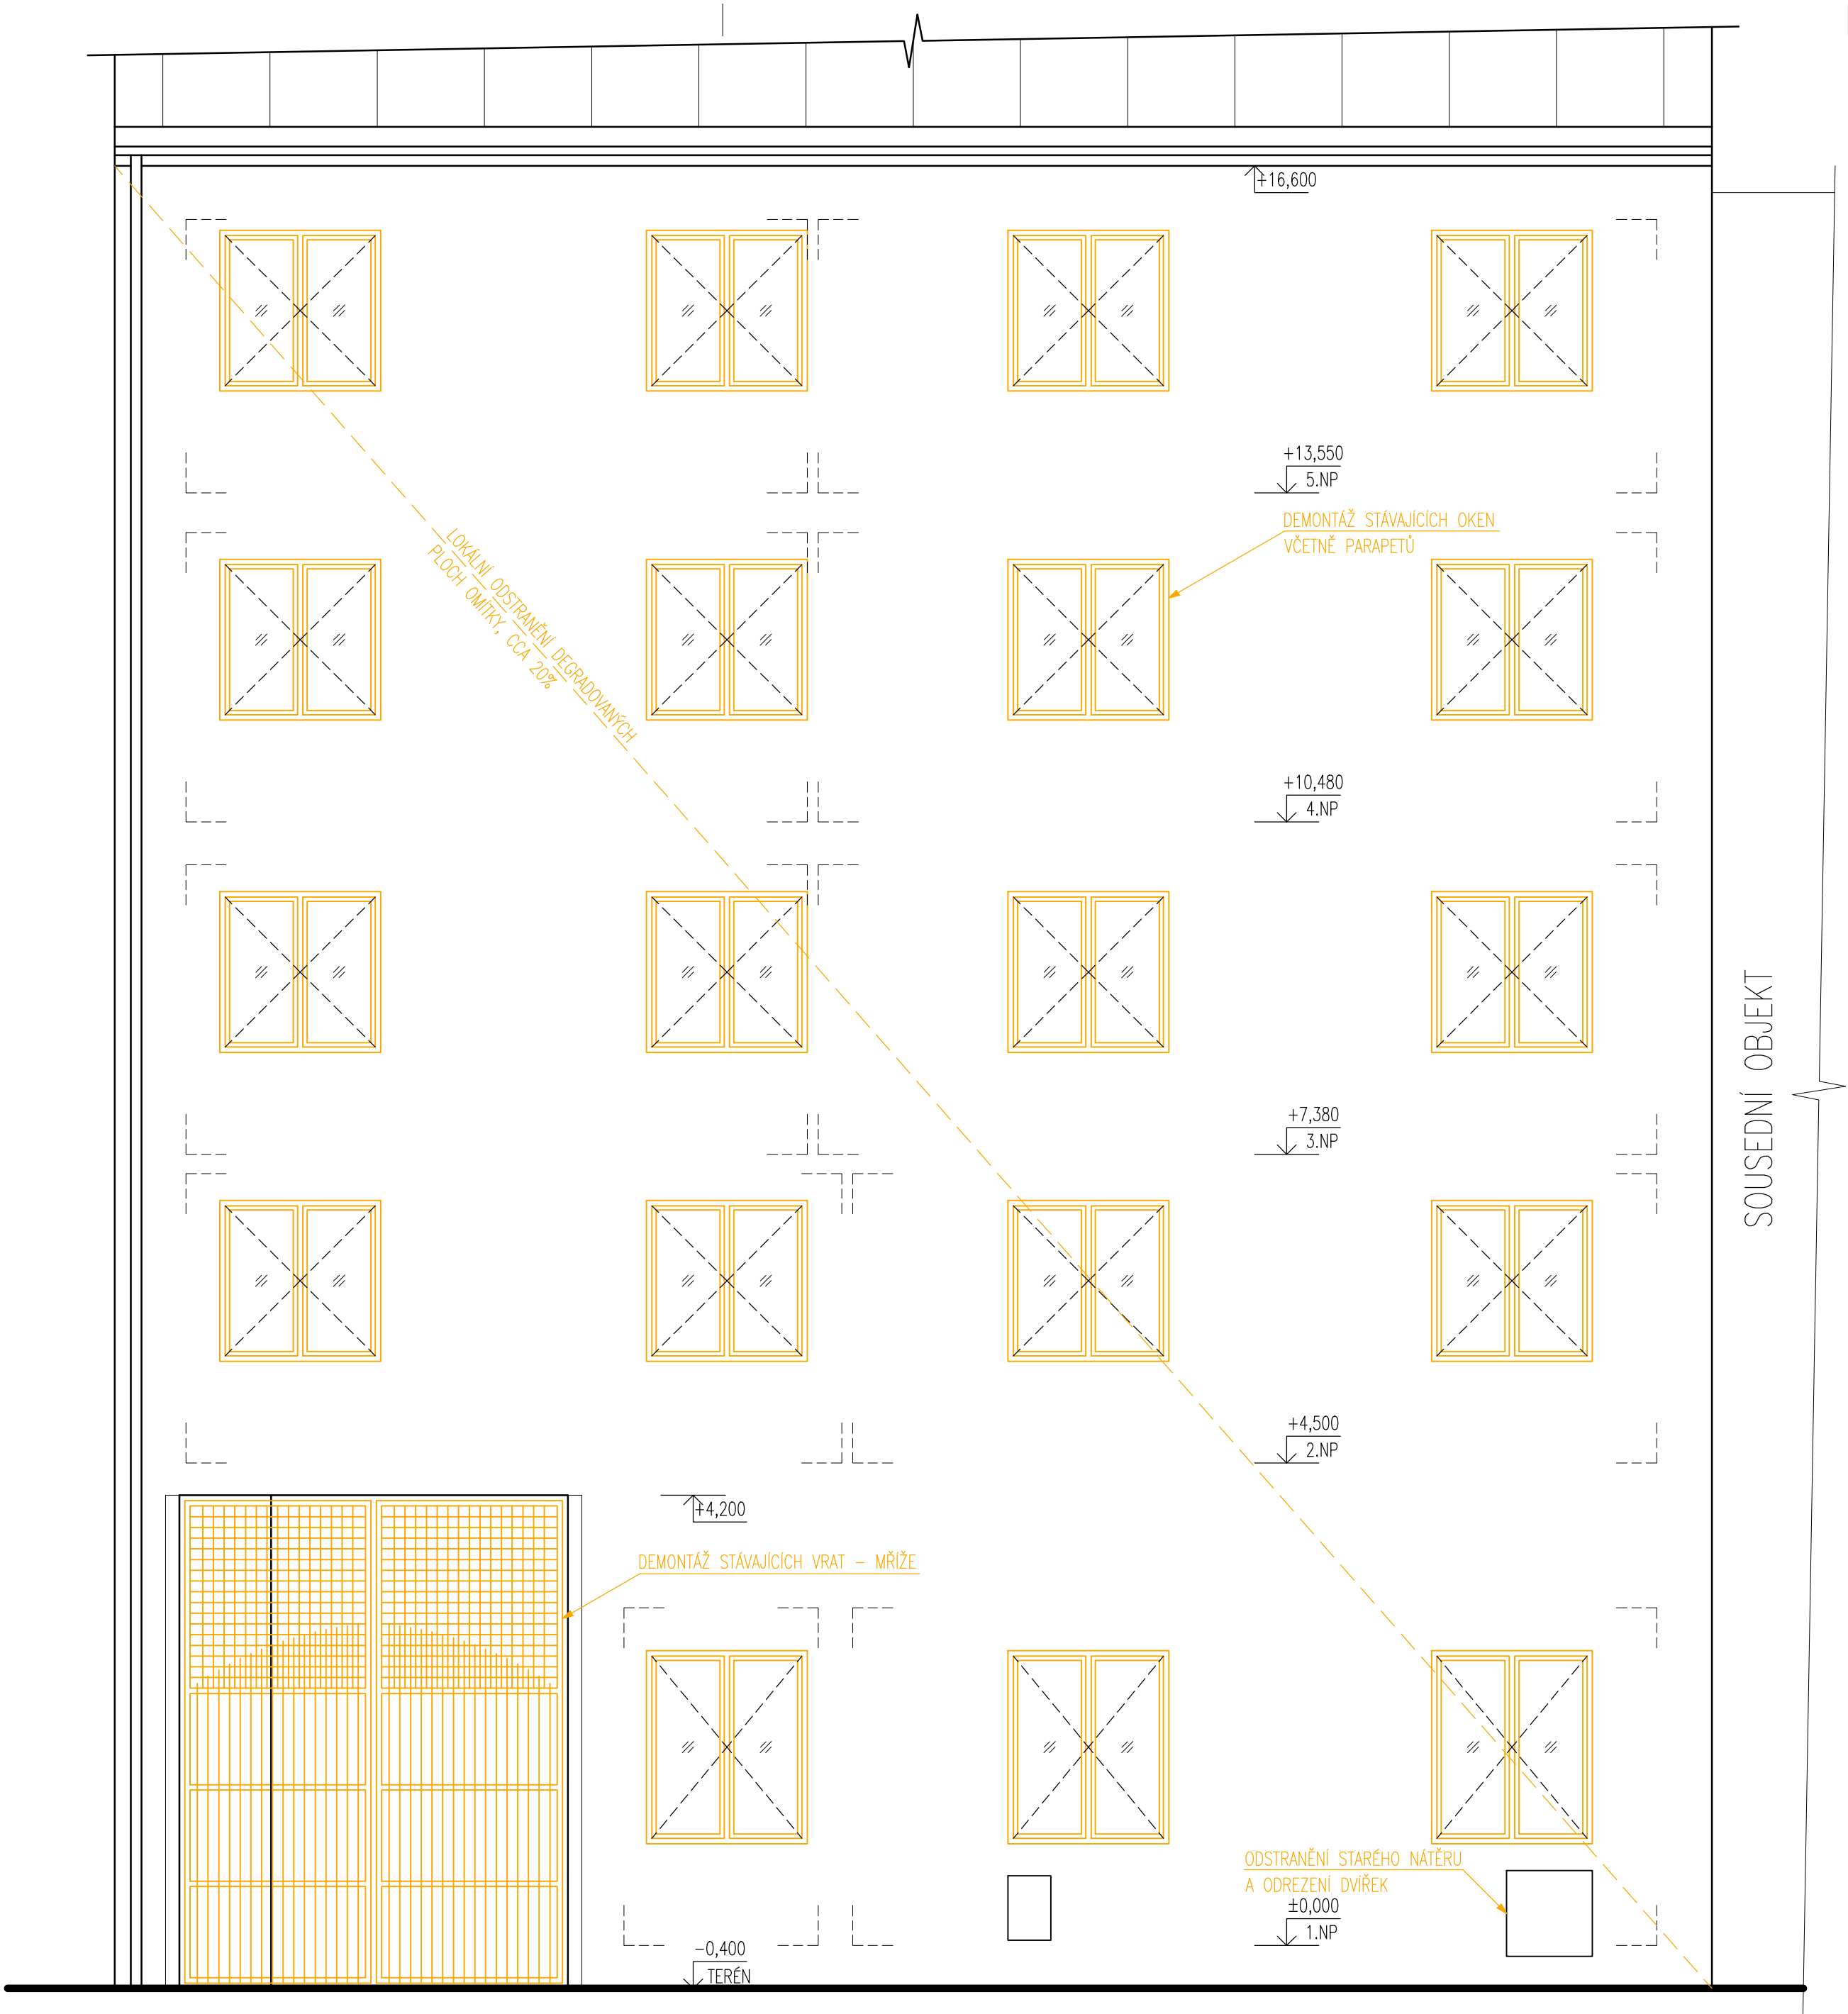 +16,600
+13,550
5.NP
DEMONTÁŽ STÁVAJÍCÍCH OKEN
VČETNĚ PARAPETŮ
LOKÁLNÍ ODSTRANĚNÍ DEGRADOVANÝCH
PLOCH OMÍTKY, CCA 20%
+10,480
4.NP
SOUSEDNÍ OBJEKT
+7,380
3.NP
+4,500
2.NP
+4,200
DEMONTÁŽ STÁVAJÍCÍCH VRAT – MŘÍŽE
ODSTRANĚNÍ STARÉHO NÁTĚRU
A ODREZENÍ DVÍŘEK
±0,000
1.NP
−0,400
TERÉN